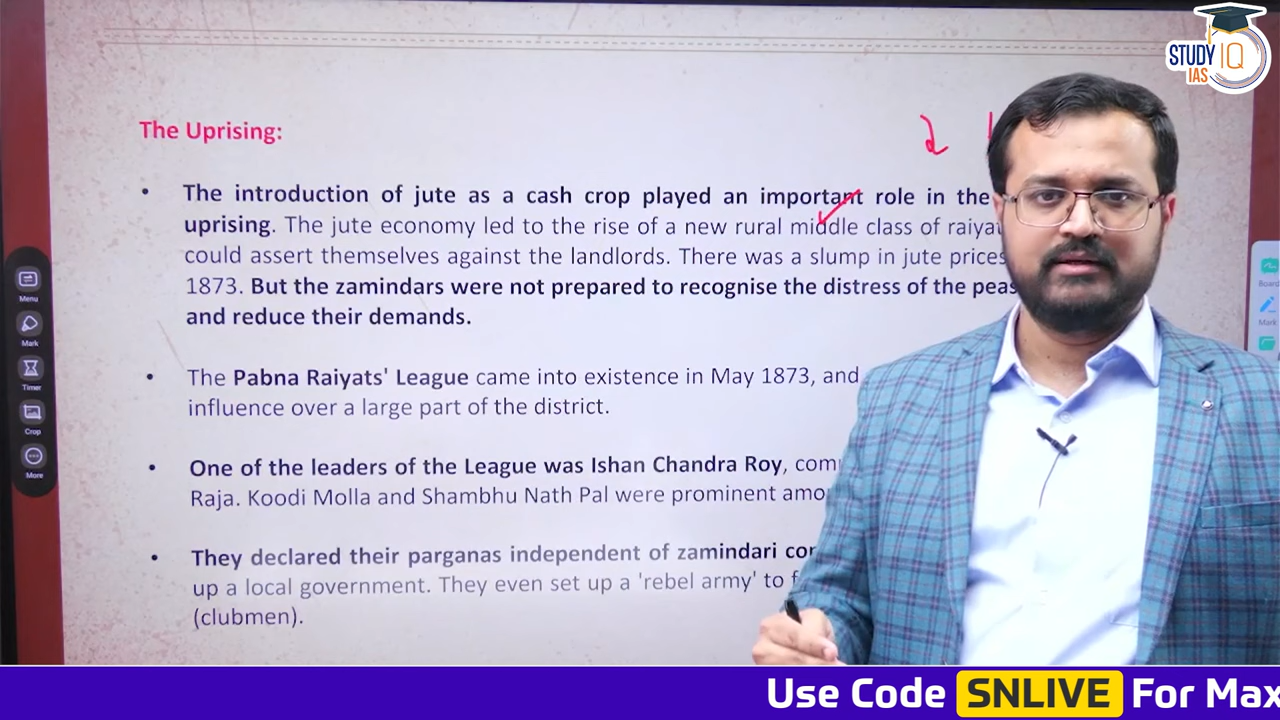 STUDY IQ
IAS
The Uprising:
2
• The introduction of jute as a cash crop played an important role in the
uprising. The jute economy led to the rise of a new rural middle class of
could assert themselves against the landlords. There was a slump in jute prices
1873. But the zamindars were not prepared to recognise the distress of the
and reduce their demands.
• The Pabna Raiyats' League came into existence in May 1873, and
influence over a large part of the district.
• One of the leaders of the League was Ishan Chandra Roy,
Raja. Koodi Molla and Shambhu Nath Pal were prominent
• They declared their parganas independent of zamindari
up a local government. They even set up a 'rebel army' to
(clubmen).
Menu
Mark
Timer
Crop
More
Board
Mark
Use Code SNLIVE For Max